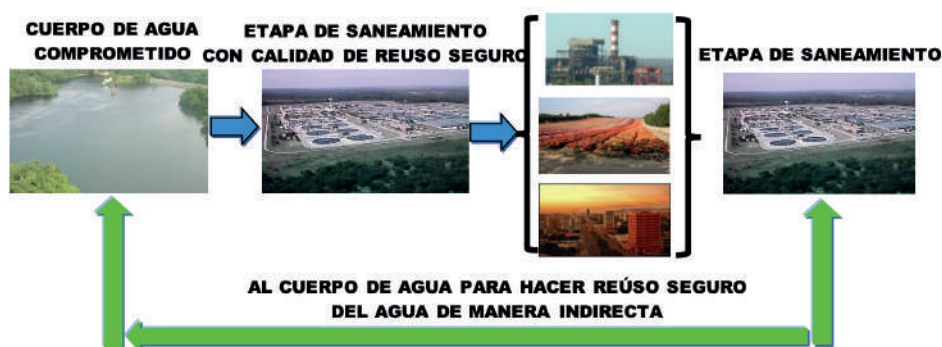 CUERPO DE AGUA
COMPROMETIDO
ETAPA DE SANEAMIENTO
CON CALIDAD DE REUSO SEGURO
ETAPA DE SANEAMIENTO
AL CUERPO DE AGUA PARA HACER REÚSO SEGURO
DEL AGUA DE MANERA INDIRECTA